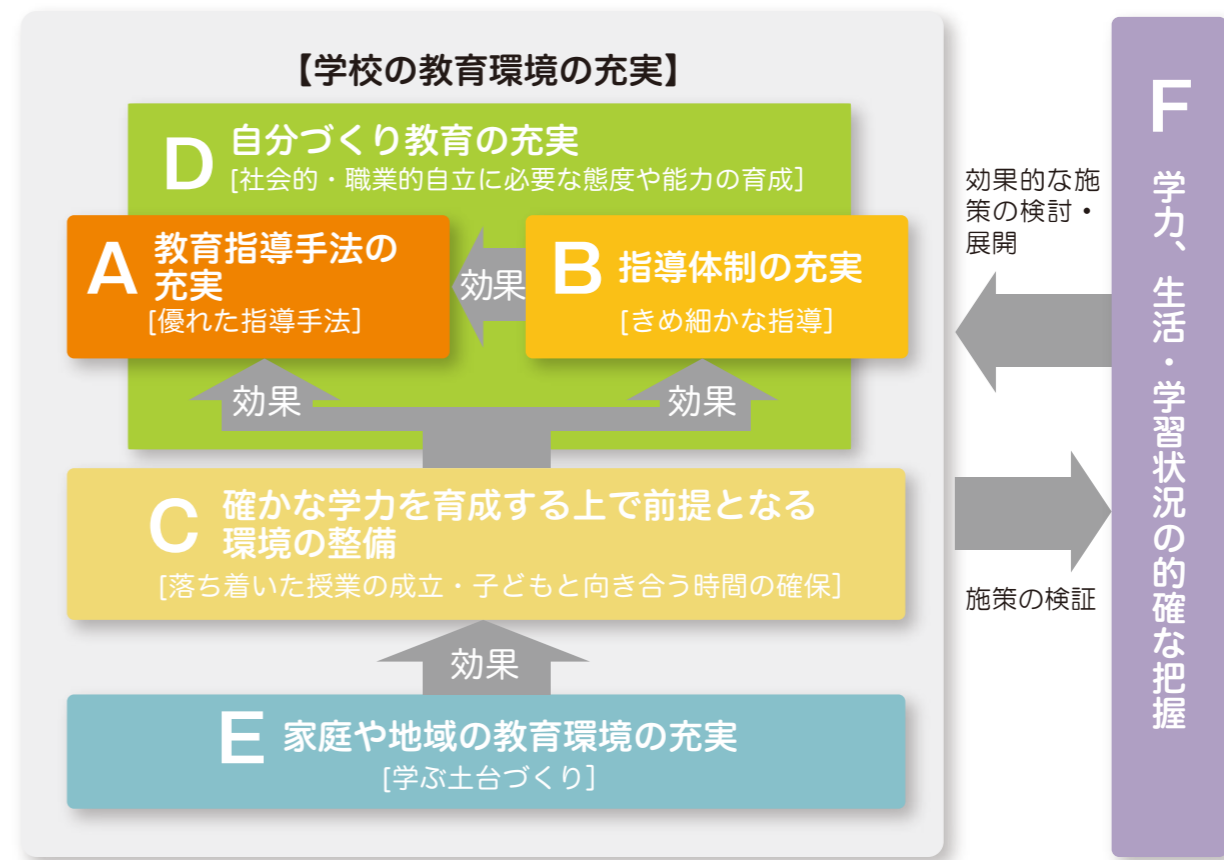 【学校の教育環境の充実】
D 自分づくり教育の充実
[社会的・職業的自立に必要な態度や能力の育成]
A 教育指導手法の
充実
[優れた指導手法]
効果
B 指導体制の充実
[きめ細かな指導]
効果
効果
C 確かな学力を育成する上で前提となる
環境の整備
[落ち着いた授業の成立・子どもと向き合う時間の確保]
効果
E 家庭や地域の教育環境の充実
[学ぶ土台づくり]
効果的な施
策の検討・
展開
施策の検証
F 学力、生活・学習状況の的確な把握